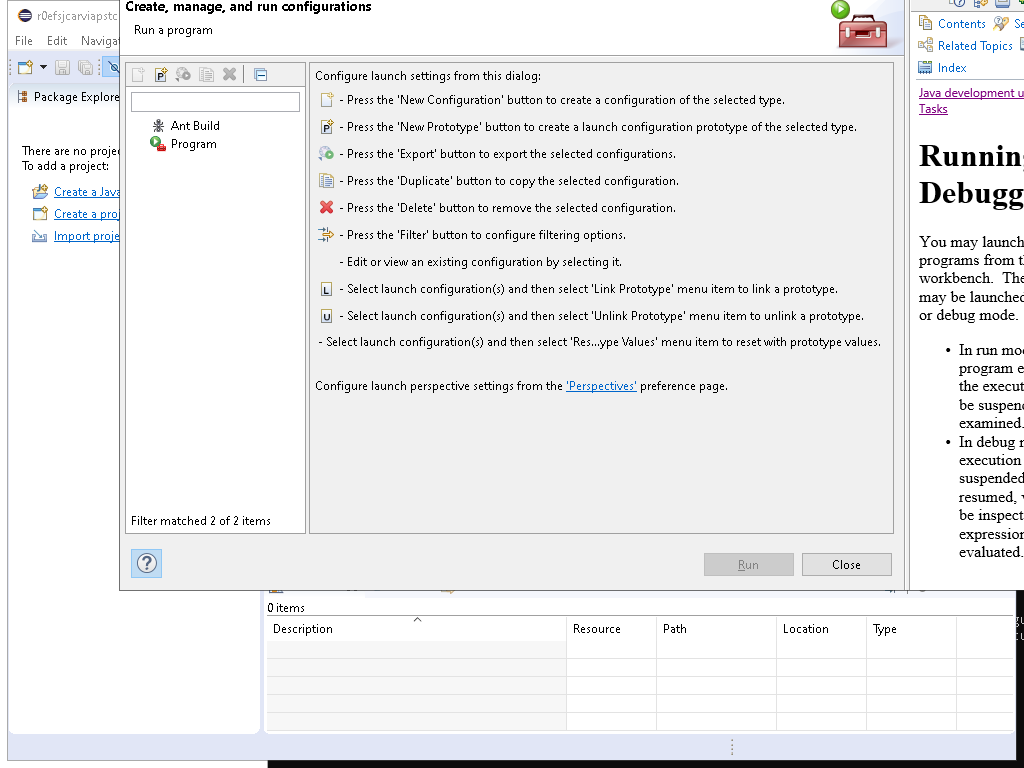 Create, manage, and run configurations
Run a program
r0efsjcarviapstc
File Edit Naviga
Package Explore
There are no projec
To add a project:
Create a Java
Create a proj
Import proje
Ant Build
Program
Filter matched 2 of 2 items
Configure launch settings from this dialog:
- Press the 'New Configuration' button to create a configuration of the selected type.
- Press the 'New Prototype' button to create a launch configuration prototype of the selected type.
- Press the 'Export' button to export the selected configurations.
- Press the 'Duplicate' button to copy the selected configuration.
- Press the 'Delete' button to remove the selected configuration.
- Press the 'Filter' button to configure filtering options.
- Edit or view an existing configuration by selecting it.
L - Select launch configuration(s) and then select 'Link Prototype' menu item to link a prototype.
U - Select launch configuration(s) and then select 'Unlink Prototype' menu item to unlink a prototype.
- Select launch configuration(s) and then select 'Res...ype Values' menu item to reset with prototype values.
Configure launch perspective settings from the 'Perspectives' preference page.
?
Run
Close
Contents Se
Related Topics
Index
Java development u
Tasks
Running
Debugg
You may launch
programs from th
workbench. The
may be launched
or debug mode.
• In run mod
program e
the execut
be suspend
examined.
• In debug m
execution
suspended
resumed, v
be inspect
expression
evaluated.
0 items
Description Resource Path Location Type